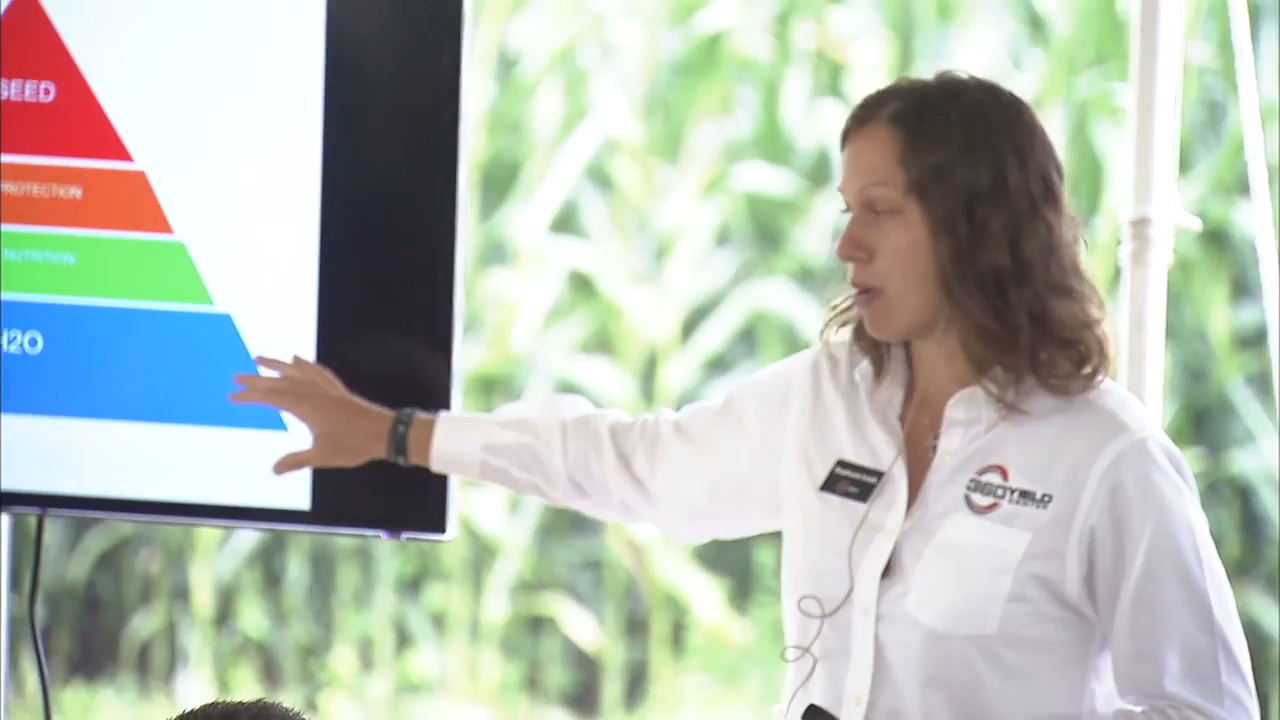 SEED
PROTECTION
NUTRITION
H2O
360YIELD
CENTER